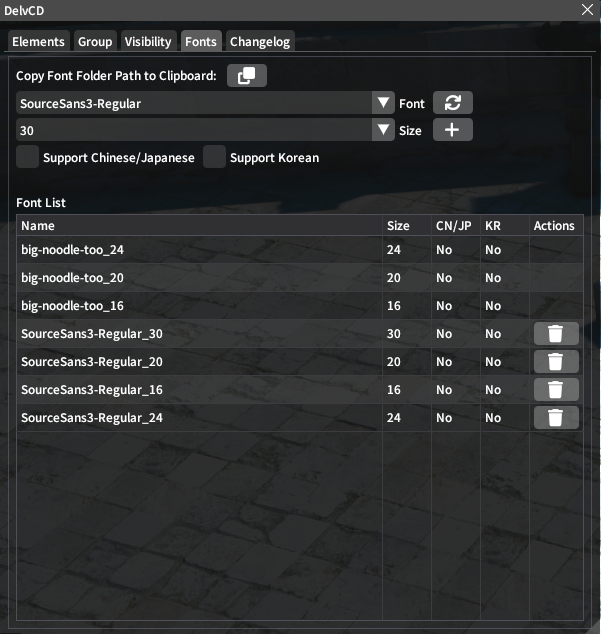 DelvCD
Elements Group Visibility Fonts Changelog
Copy Font Folder Path to Clipboard:
SourceSans3-Regular Font
30 Size
Support Chinese/Japanese Support Korean
Font List
Name Size CN/JP KR Actions
big-noodle-too_24 24 No No
big-noodle-too_20 20 No No
big-noodle-too_16 16 No No
SourceSans3-Regular_30 30 No No
SourceSans3-Regular_20 20 No No
SourceSans3-Regular_16 16 No No
SourceSans3-Regular_24 24 No No